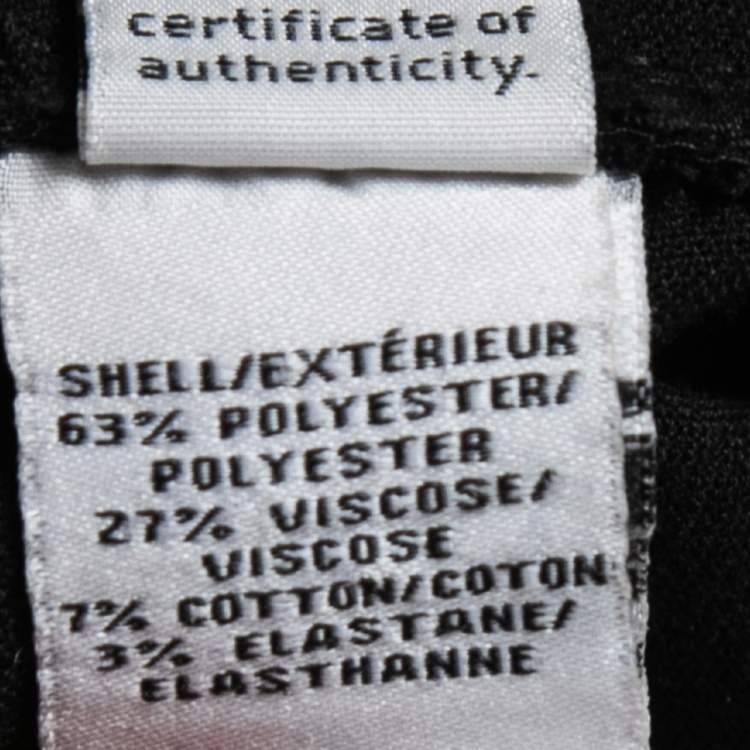 certificate of
authenticity.
SHELL/EXTÉRIEUR
63% POLYESTER/
POLYESTER
27% VISCOSE/
VISCOSE
7% COTTON/COTON
3% ELASTANE/
ELASTHANNE